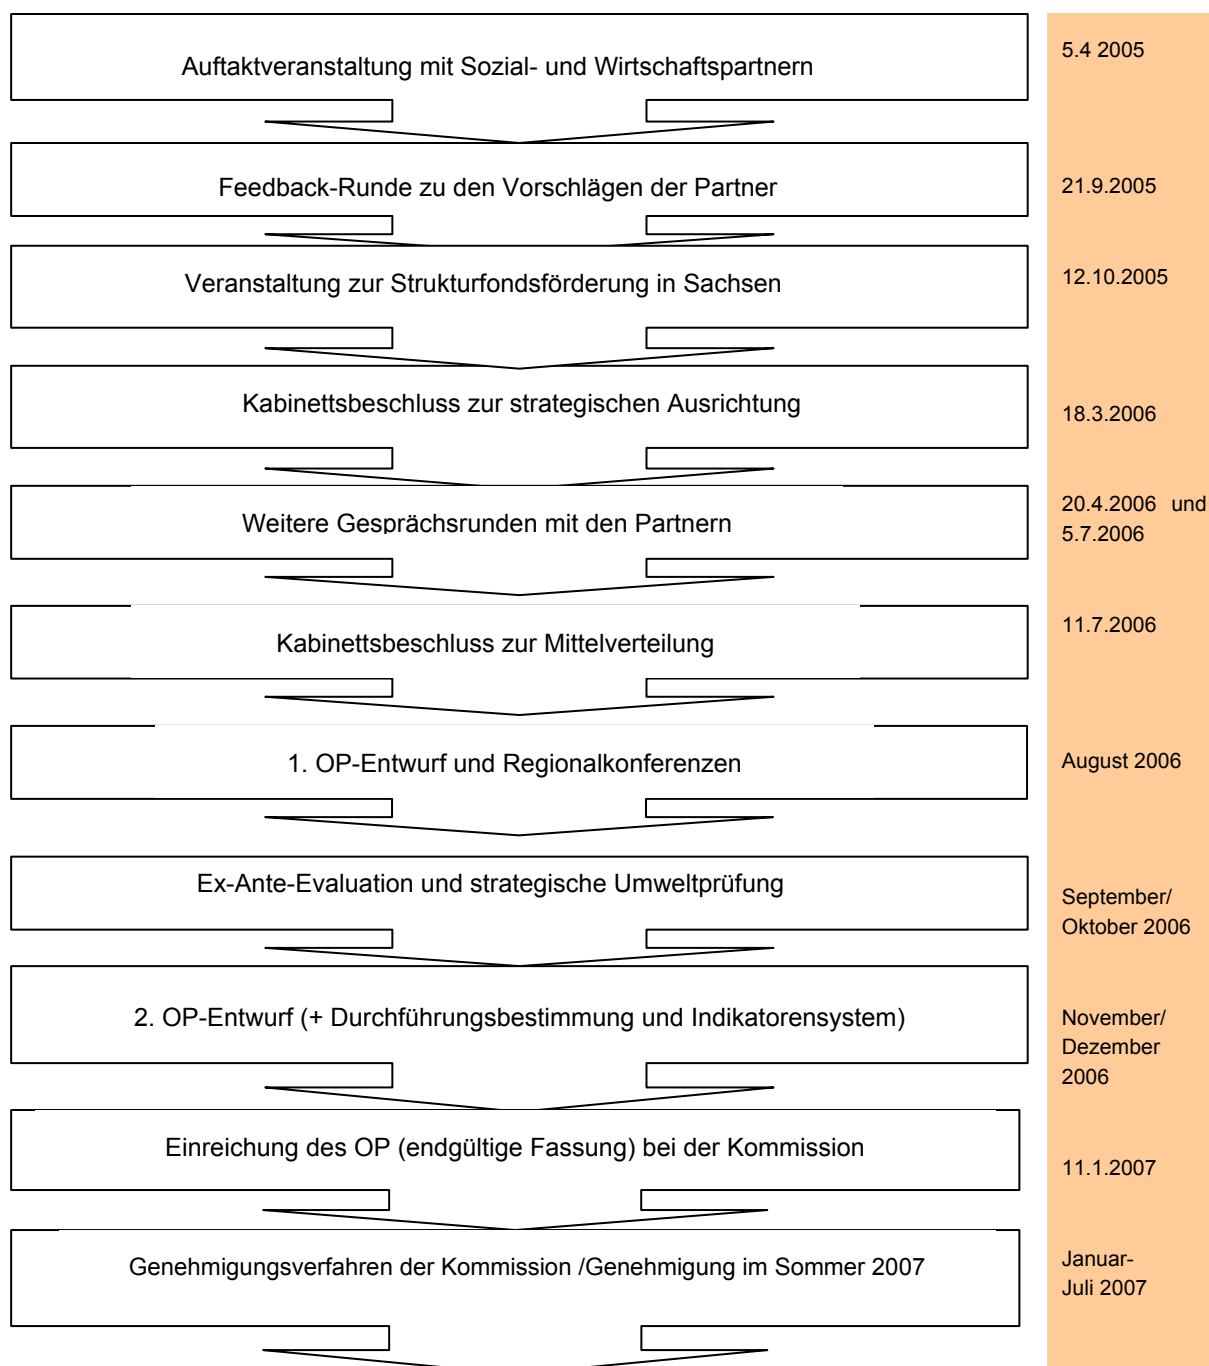 Auftaktveranstaltung mit Sozial- und Wirtschaftspartnern
5.4 2005
Feedback-Runde zu den Vorschlägen der Partner
21.9.2005
Veranstaltung zur Strukturfondsförderung in Sachsen
12.10.2005
Kabinettsbeschluss zur strategischen Ausrichtung
18.3.2006
Weitere Gesprächsrunden mit den Partnern
20.4.2006 und
5.7.2006
Kabinettsbeschluss zur Mittelverteilung
11.7.2006
1. OP-Entwurf und Regionalkonferenzen
August 2006
Ex-Ante-Evaluation und strategische Umweltprüfung
September/
Oktober 2006
2. OP-Entwurf (+ Durchführungsbestimmung und Indikatorensystem)
November/
Dezember
2006
Einreichung des OP (endgültige Fassung) bei der Kommission
11.1.2007
Genehmigungsverfahren der Kommission /Genehmigung im Sommer 2007
Januar-
Juli 2007